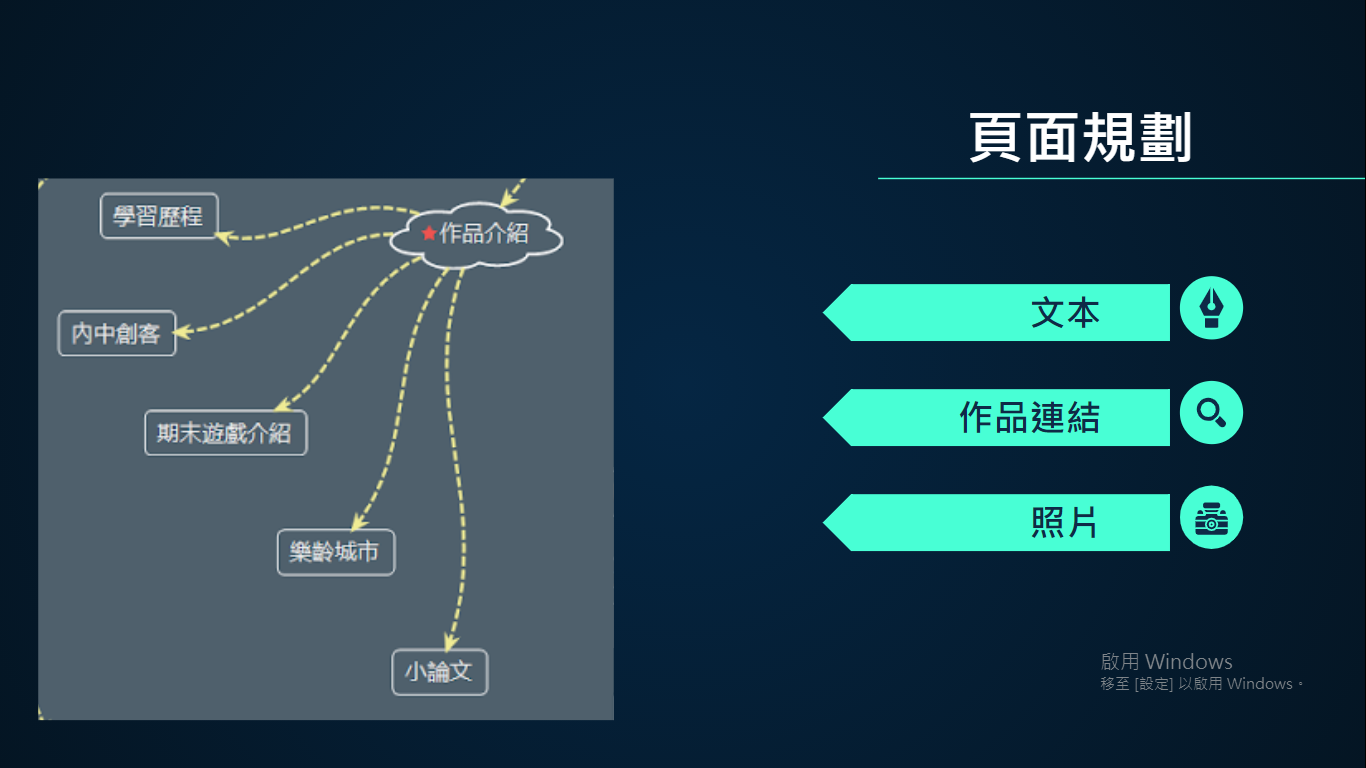 頁面規劃
★作品介紹
學習歷程
內中創客
期末遊戲介紹
樂齡城市
小論文
文本
作品連結
照片
啟用 Windows
移至 [設定] 以啟用 Windows。